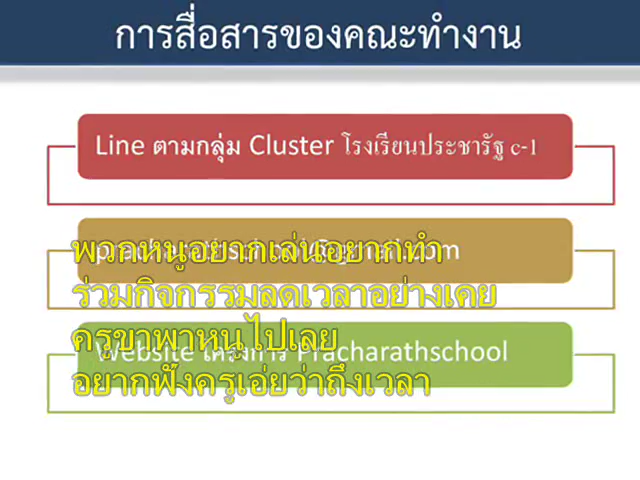 การสื่อสารของคณะทำงาน
Line ตามกลุ่ม Cluster โรงเรียนประชารัฐ c-1
พวกหนูอยากเล่นอยากทำ
ร่วมกิจกรรมลดเวลาอย่างเคย
ครูขาพาหนูไปเลย
Website โครงการ Pracharathschool
อยากฟังครูเอ่ยว่าถึงเวลา